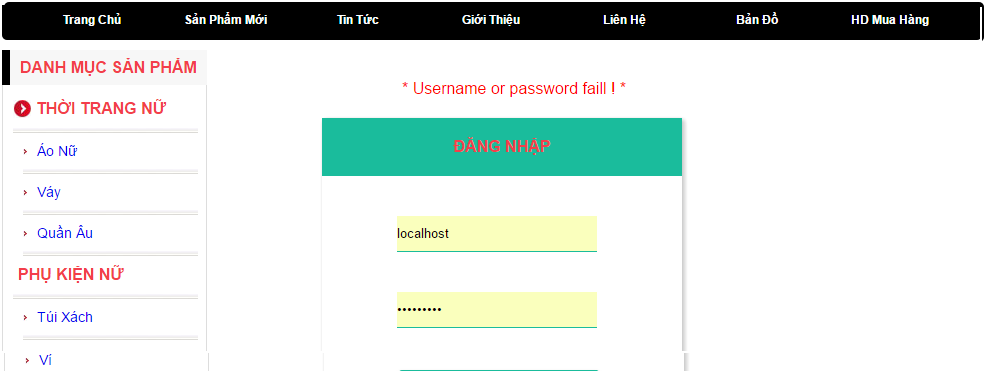 Trang Chủ Sản Phẩm Mới Tin Tức Giới Thiệu Liên Hệ Bản Đồ HD Mua Hàng
DANH MỤC SẢN PHẨM
THỜI TRANG NỮ
Áo Nữ
Váy
Quần Âu
PHỤ KIỆN NỮ
Túi Xách
Ví
* Username or password faill ! *
ĐĂNG NHẬP
localhost
•••••••••